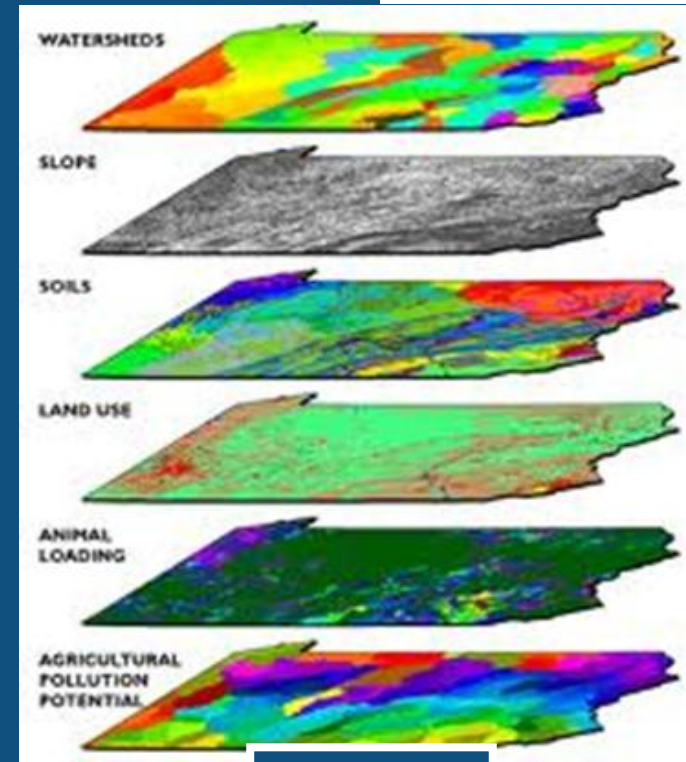 WATERSHEDS
SLOPE
SOILS
LAND USE
ANIMAL
LOADING
AGRICULTURAL
POLLUTION
POTENTIAL